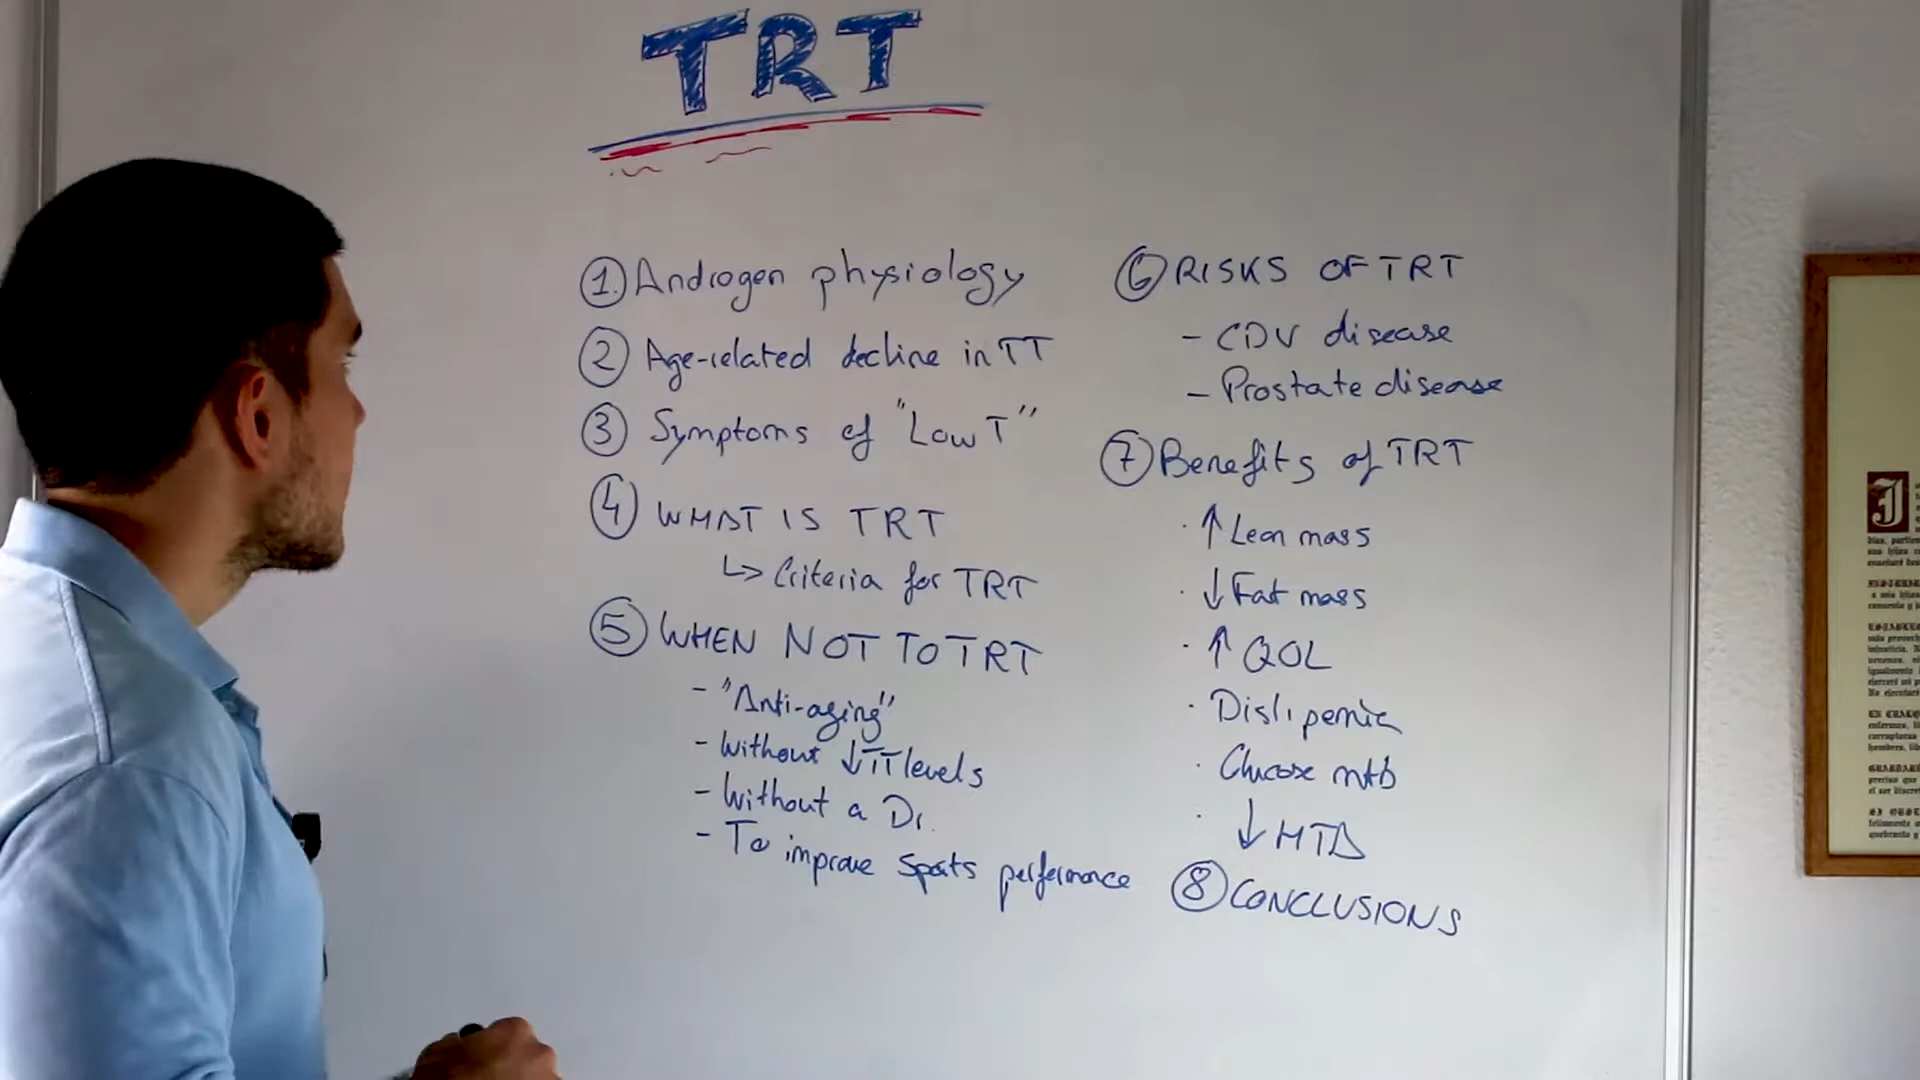 TRT
① Androgen physiology
② Age-related decline in TT
③ Symptoms of "Low T"
④ WHAT IS TRT
↳ Criteria for TRT
⑤ WHEN NOT TO TRT
- "Anti-aging"
- Without ↓ TT levels
- Without a Dr.
- To improve sports performance
⑥ RISKS OF TRT
- CDV disease
- Prostate disease
⑦ Benefits of TRT
· ↑ Lean mass
· ↓ Fat mass
· ↑ QOL
· Dislipemia
· Glucose mtb
· ↓ HTA
⑧ CONCLUSIONS